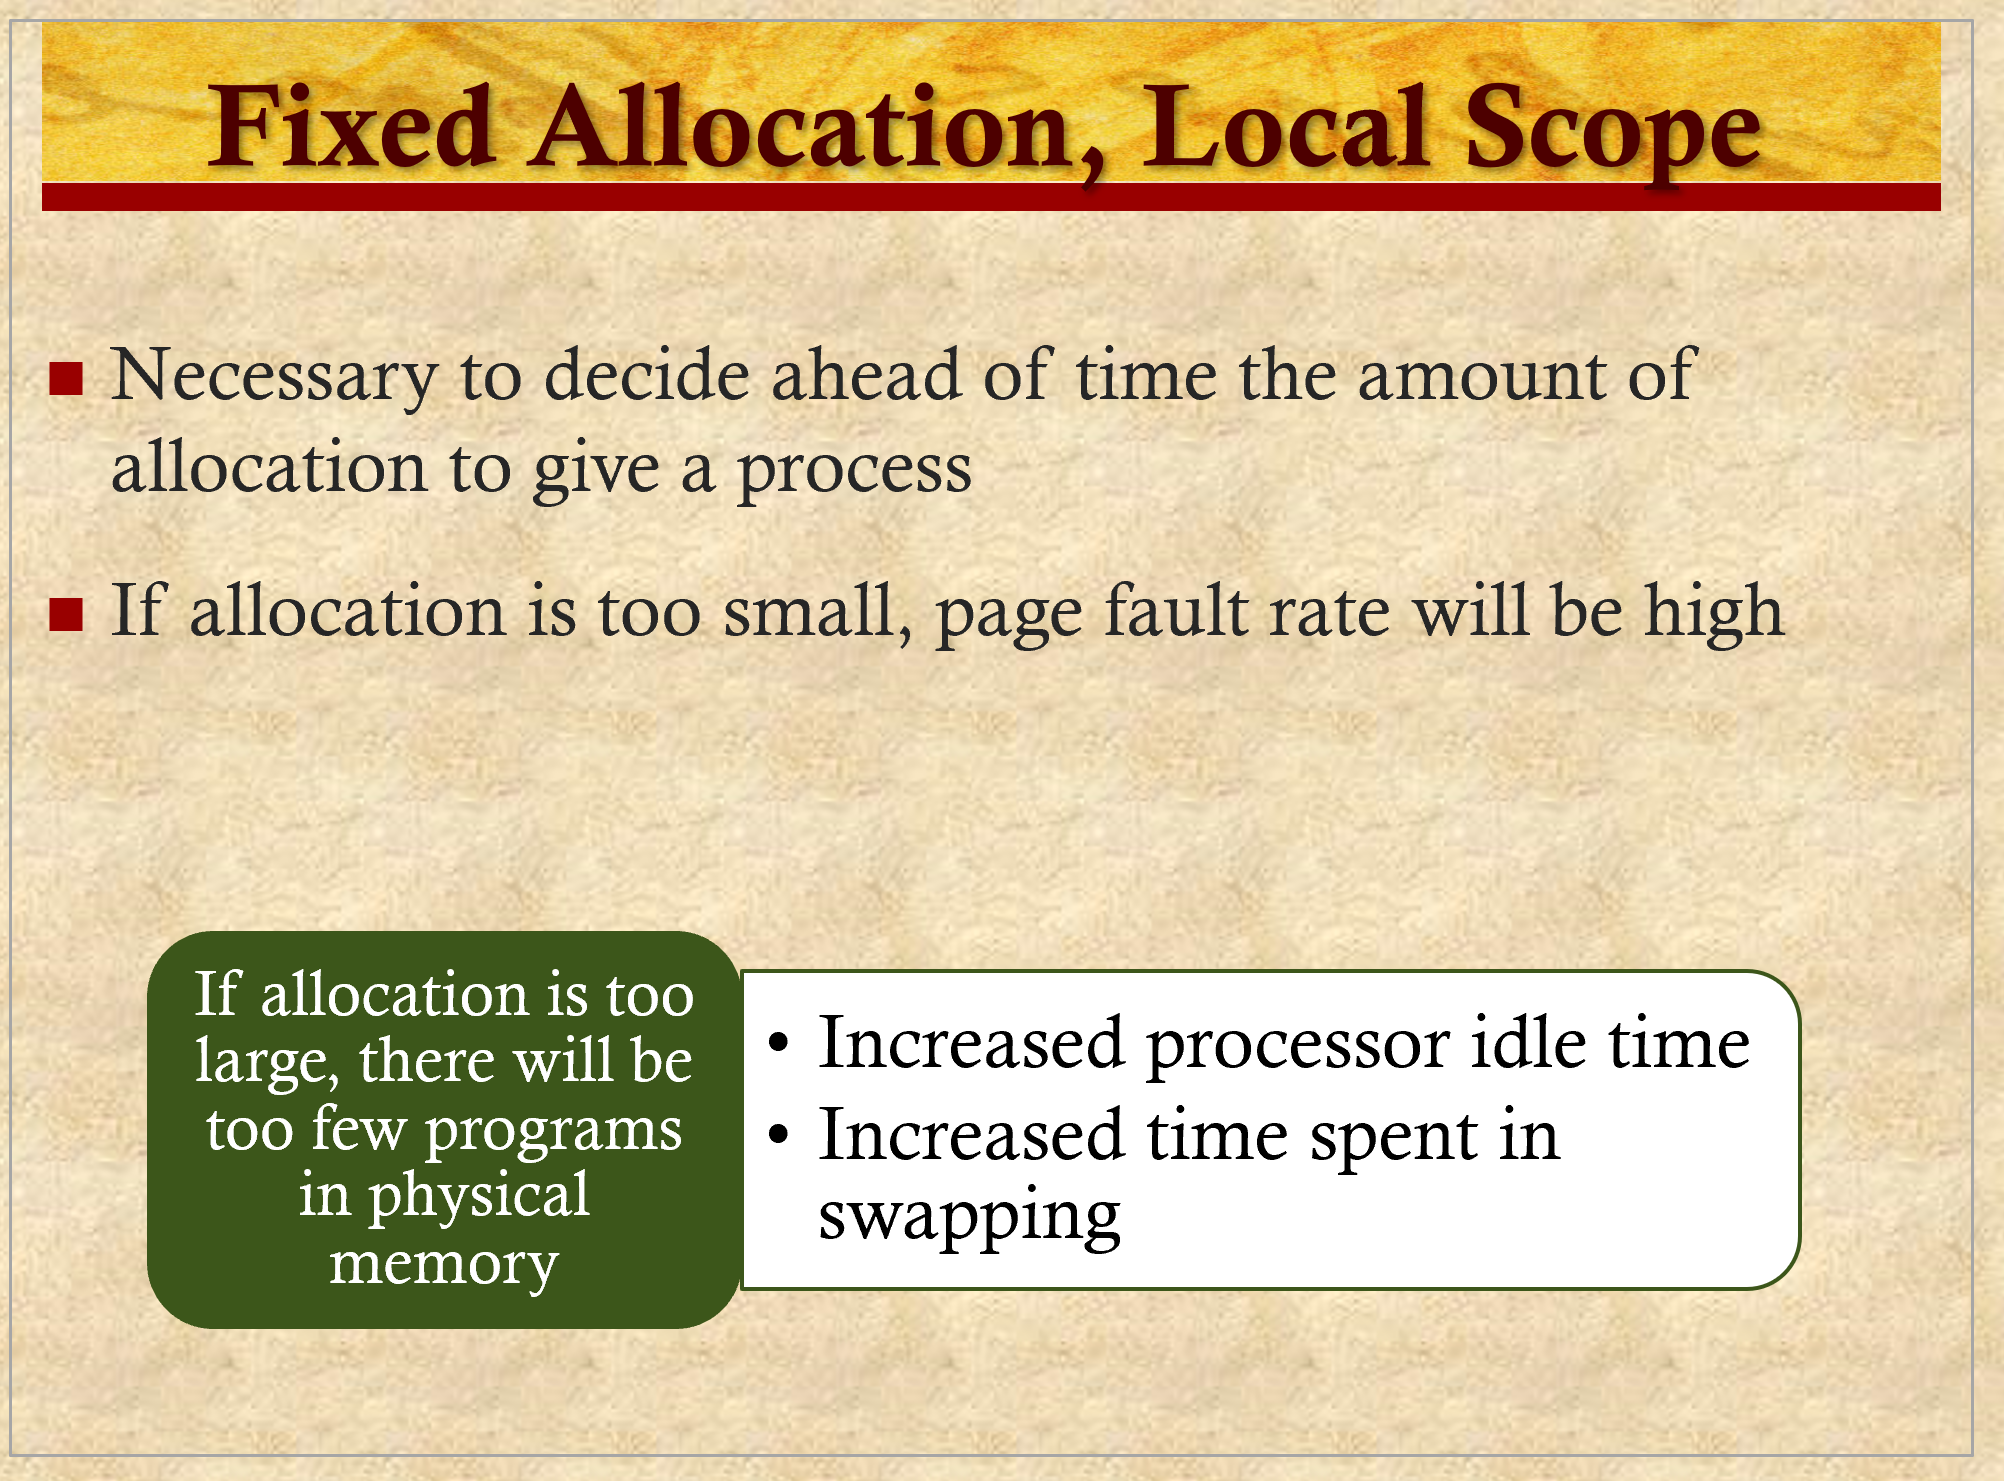 Fixed Allocation, Local Scope
Necessary to decide ahead of time the amount of
allocation to give a process
If allocation is too small, page fault rate will be high
If allocation is too
large, there will be
too few programs
in physical
memory
• Increased processor idle time
• Increased time spent in
swapping